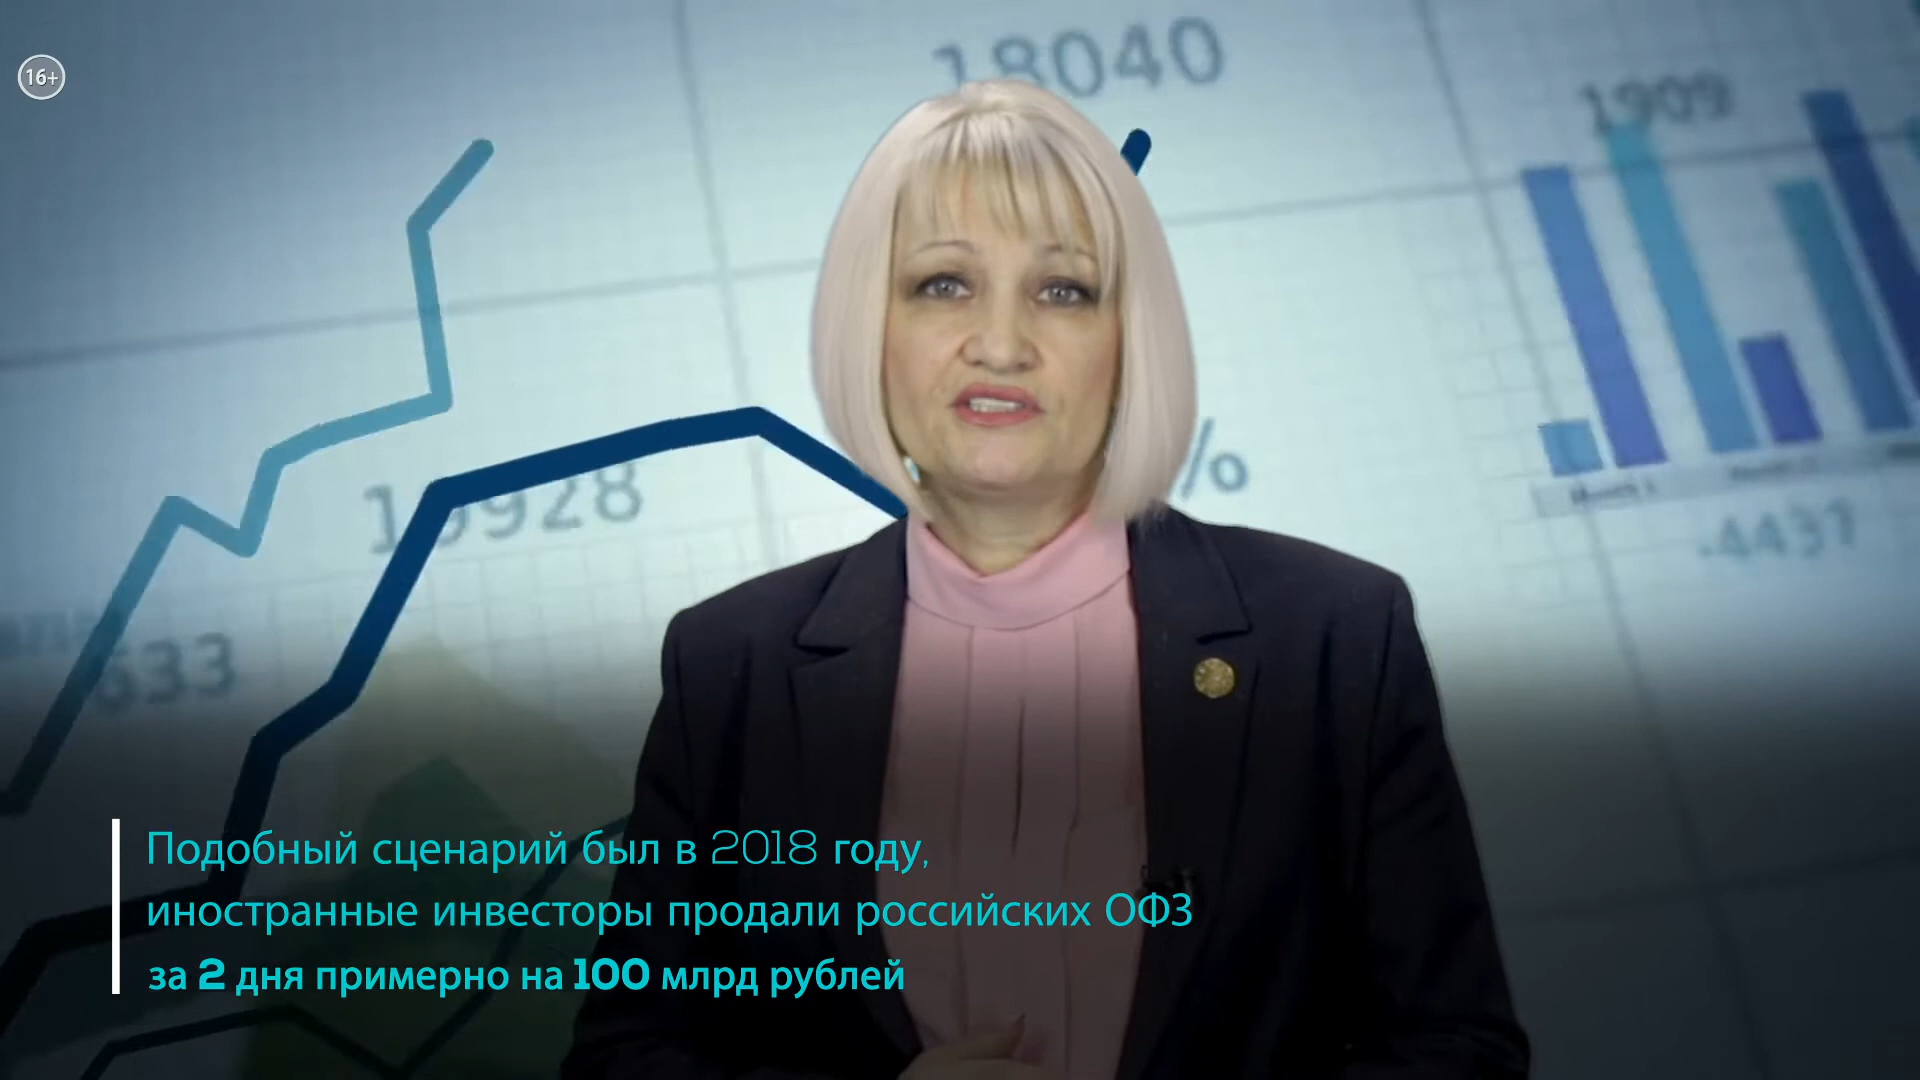 16+
18040
1909
%
19928
-4437
633
Подобный сценарий был в 2018 году,
иностранные инвесторы продали российских ОФЗ
за 2 дня примерно на 100 млрд рублей